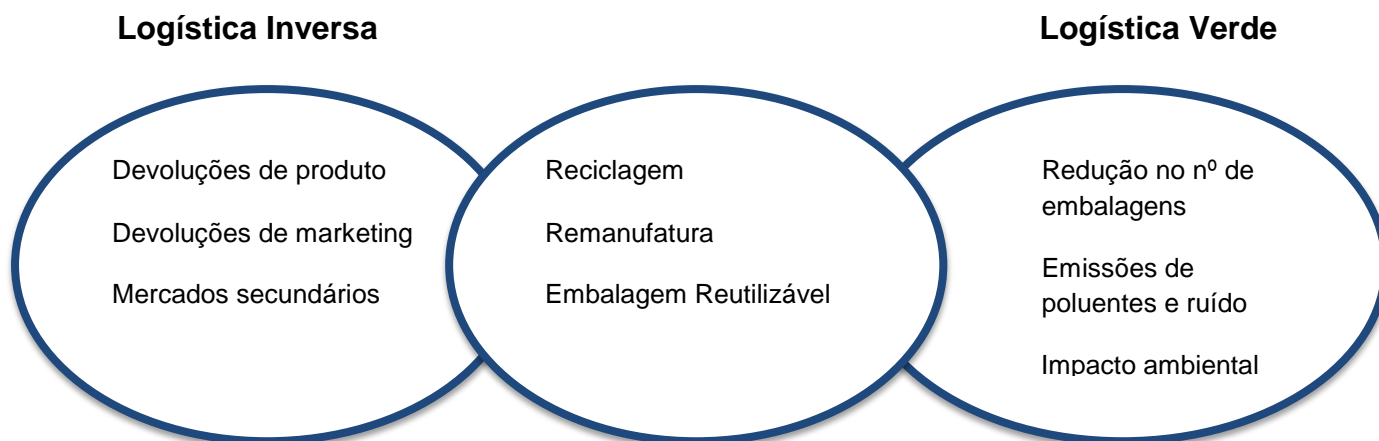 Logística Inversa
Logística Verde
Devoluções de produto
Devoluções de marketing
Mercados secundários
Reciclagem
Remanufatura
Embalagem Reutilizável
Redução no nº de
embalagens
Emissões de
poluentes e ruído
Impacto ambiental